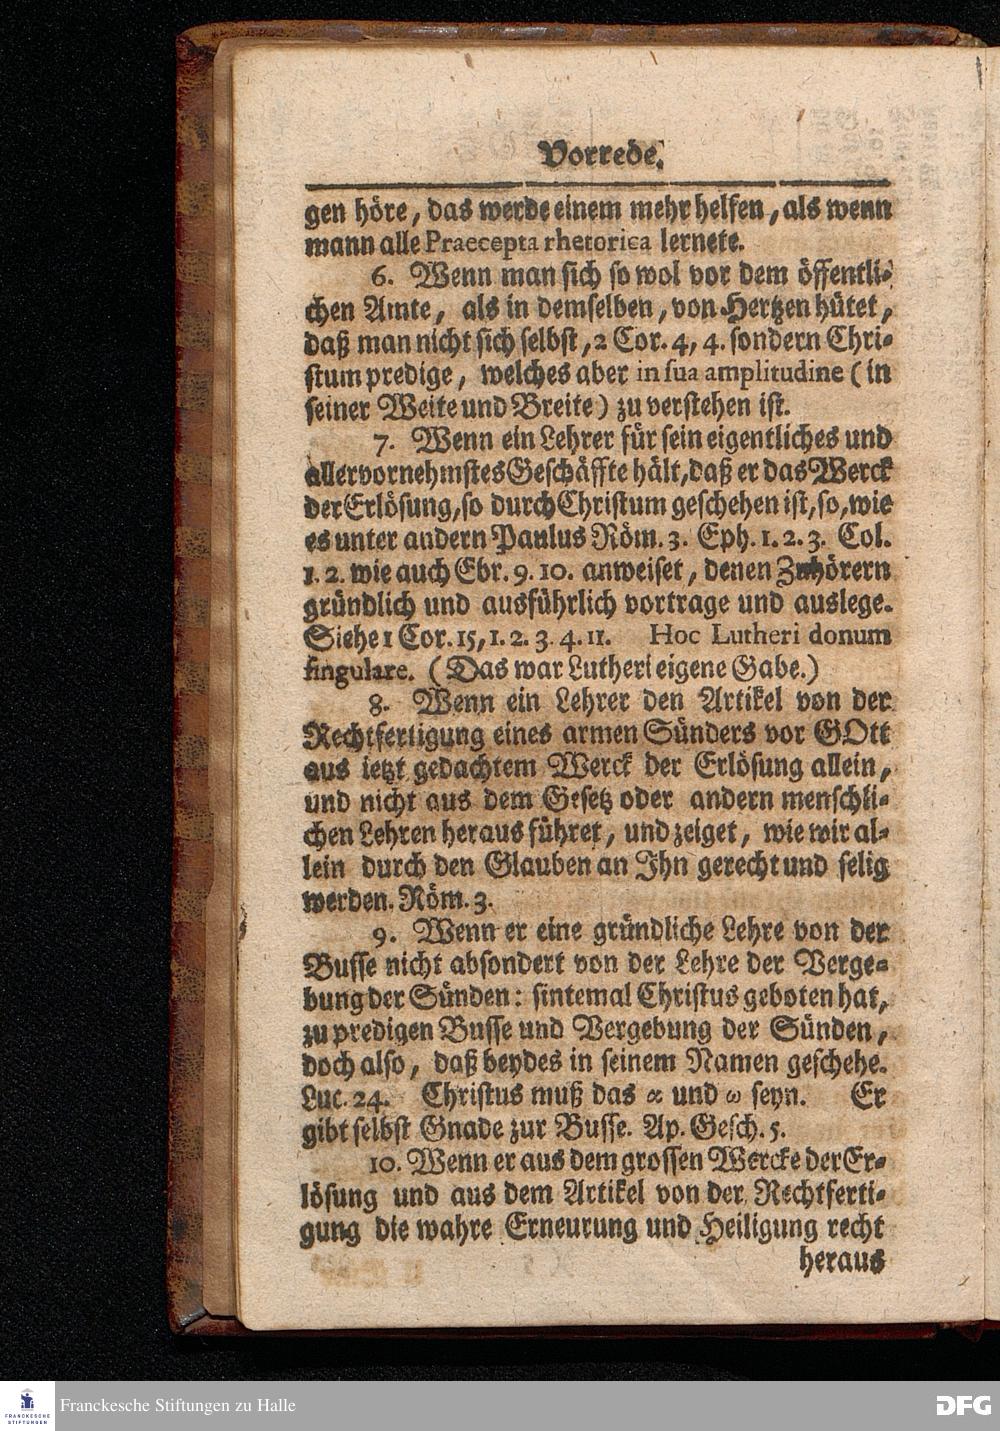 Vorrede.
gen höre, das werde einem mehr helfen, als wenn
mann alle Praecepta rhetorica lernete.
6. Wenn man sich so wol vor dem öffentli-
chen Amte, als in demselben, von Hertzen hütet,
daß man nicht sich selbst, 2 Cor. 4, 4. sondern Chri-
stum predige, welches aber in sua amplitudine (in
seiner Weite und Breite) zu verstehen ist.
7. Wenn ein Lehrer für sein eigentliches und
allervornehmstes Geschäffte hält, daß er das Werck
der Erlösung, so durch Christum geschehen ist, so, wie
es unter andern Paulus Röm. 3. Eph. 1. 2. 3. Col.
1. 2. wie auch Ebr. 9. 10. anweiset, denen Zuhörern
gründlich und ausführlich vortrage und auslege.
Siehe 1 Cor. 15, 1. 2. 3. 4. 11. Hoc Lutheri donum
singulare. (Das war Lutheri eigene Gabe.)
8. Wenn ein Lehrer den Artikel von der
Rechtfertigung eines armen Sünders vor GOtt
aus ietzt gedachtem Werck der Erlösung allein,
und nicht aus dem Gesetz oder andern menschli-
chen Lehren heraus führet, und zeiget, wie wir al-
lein durch den Glauben an Ihn gerecht und selig
werden. Röm. 3.
9. Wenn er eine gründliche Lehre von der
Busse nicht absondert von der Lehre der Verge-
bung der Sünden: sintemal Christus geboten hat,
zu predigen Busse und Vergebung der Sünden,
doch also, daß beydes in seinem Namen geschehe.
Luc. 24. Christus muß das α und ω seyn. Er
gibt selbst Gnade zur Busse. Ap. Gesch. 5.
10. Wenn er aus dem grossen Wercke der Er-
lösung und aus dem Artikel von der Rechtferti-
gung die wahre Erneurung und Heiligung recht
heraus
FRANCKESCHE
STIFTUNGEN
Franckesche Stiftungen zu Halle
DFG